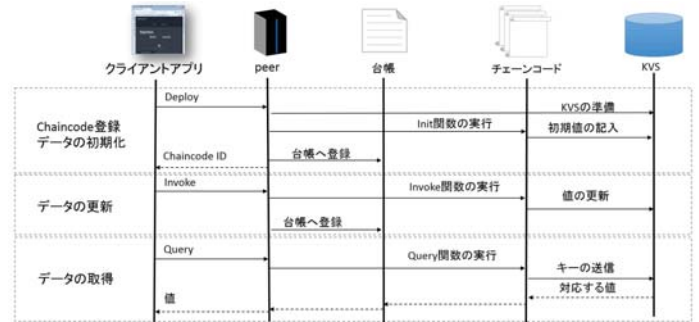 クライアントアプリ
peer
台帳
チェーンコード
KVS
Chaincode登録
データの初期化
Deploy
KVSの準備
Init関数の実行
初期値の記入
Chaincode ID
台帳へ登録
データの更新
Invoke
Invoke関数の実行
値の更新
台帳へ登録
データの取得
Query
Query関数の実行
キーの送信
対応する値
値